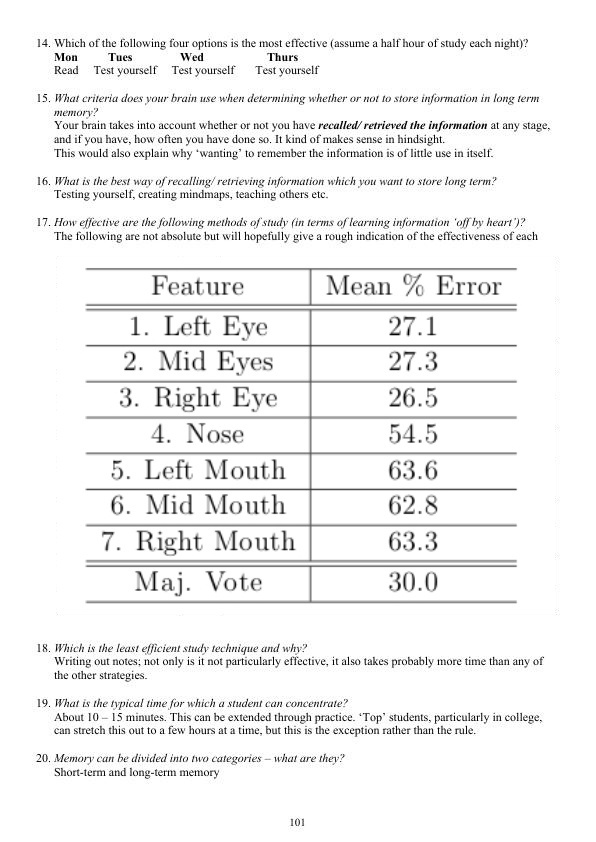 14. Which of the following four options is the most effective (assume a half hour of study each night)?
Mon Tues Wed Thurs
Read Test yourself Test yourself Test yourself
15. What criteria does your brain use when determining whether or not to store information in long term
memory?
Your brain takes into account whether or not you have recalled/ retrieved the information at any stage,
and if you have, how often you have done so. It kind of makes sense in hindsight.
This would also explain why ‘wanting’ to remember the information is of little use in itself.
16. What is the best way of recalling/ retrieving information which you want to store long term?
Testing yourself, creating mindmaps, teaching others etc.
17. How effective are the following methods of study (in terms of learning information ‘off by heart’)?
The following are not absolute but will hopefully give a rough indication of the effectiveness of each
Feature Mean % Error
1. Left Eye 27.1
2. Mid Eyes 27.3
3. Right Eye 26.5
4. Nose 54.5
5. Left Mouth 63.6
6. Mid Mouth 62.8
7. Right Mouth 63.3
Maj. Vote 30.0
18. Which is the least efficient study technique and why?
Writing out notes; not only is it not particularly effective, it also takes probably more time than any of
the other strategies.
19. What is the typical time for which a student can concentrate?
About 10 – 15 minutes. This can be extended through practice. ‘Top’ students, particularly in college,
can stretch this out to a few hours at a time, but this is the exception rather than the rule.
20. Memory can be divided into two categories – what are they?
Short-term and long-term memory
101